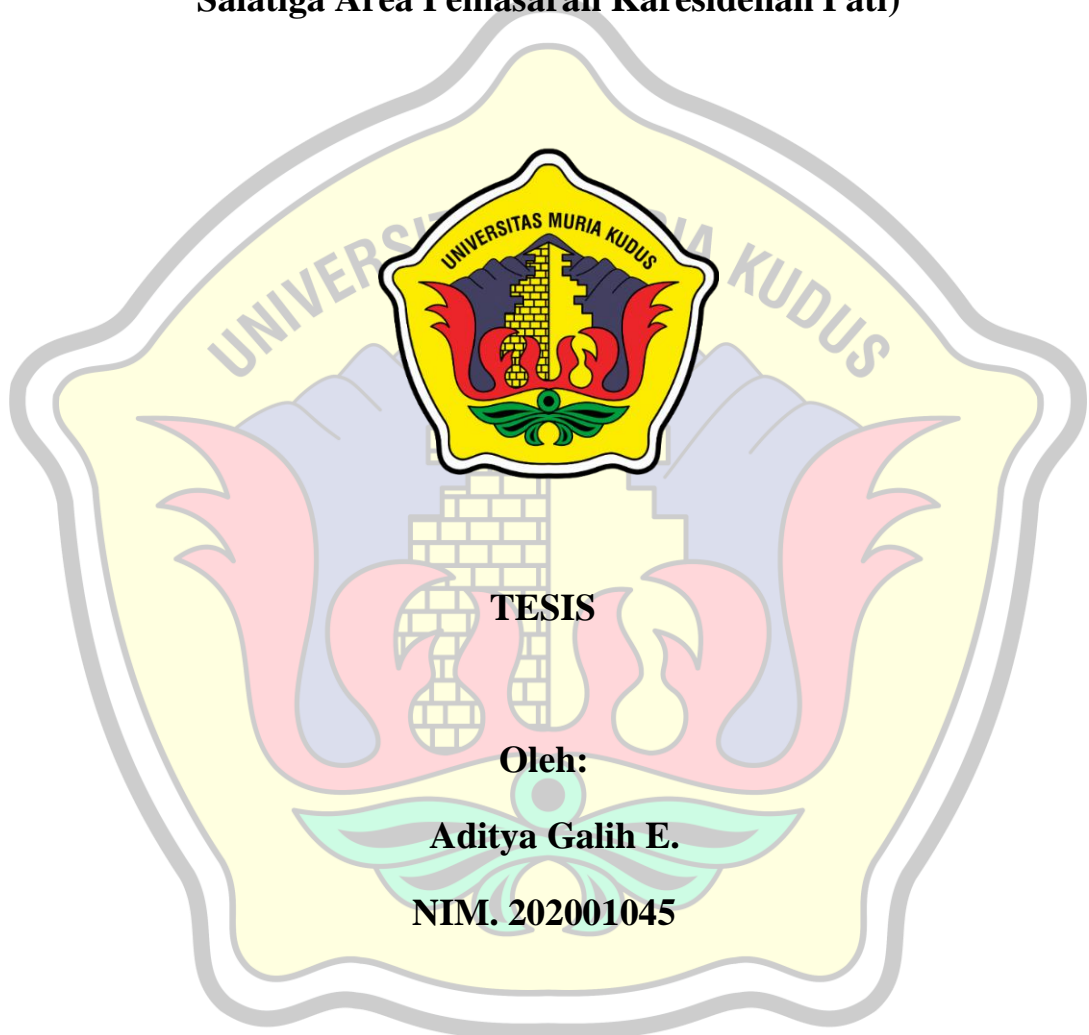 Salatiga Area Pemasaran Karesidenan Pati)
UNIVERSITAS MURIA KUDUS
TESIS
Oleh:
Aditya Galih E.
NIM. 202001045